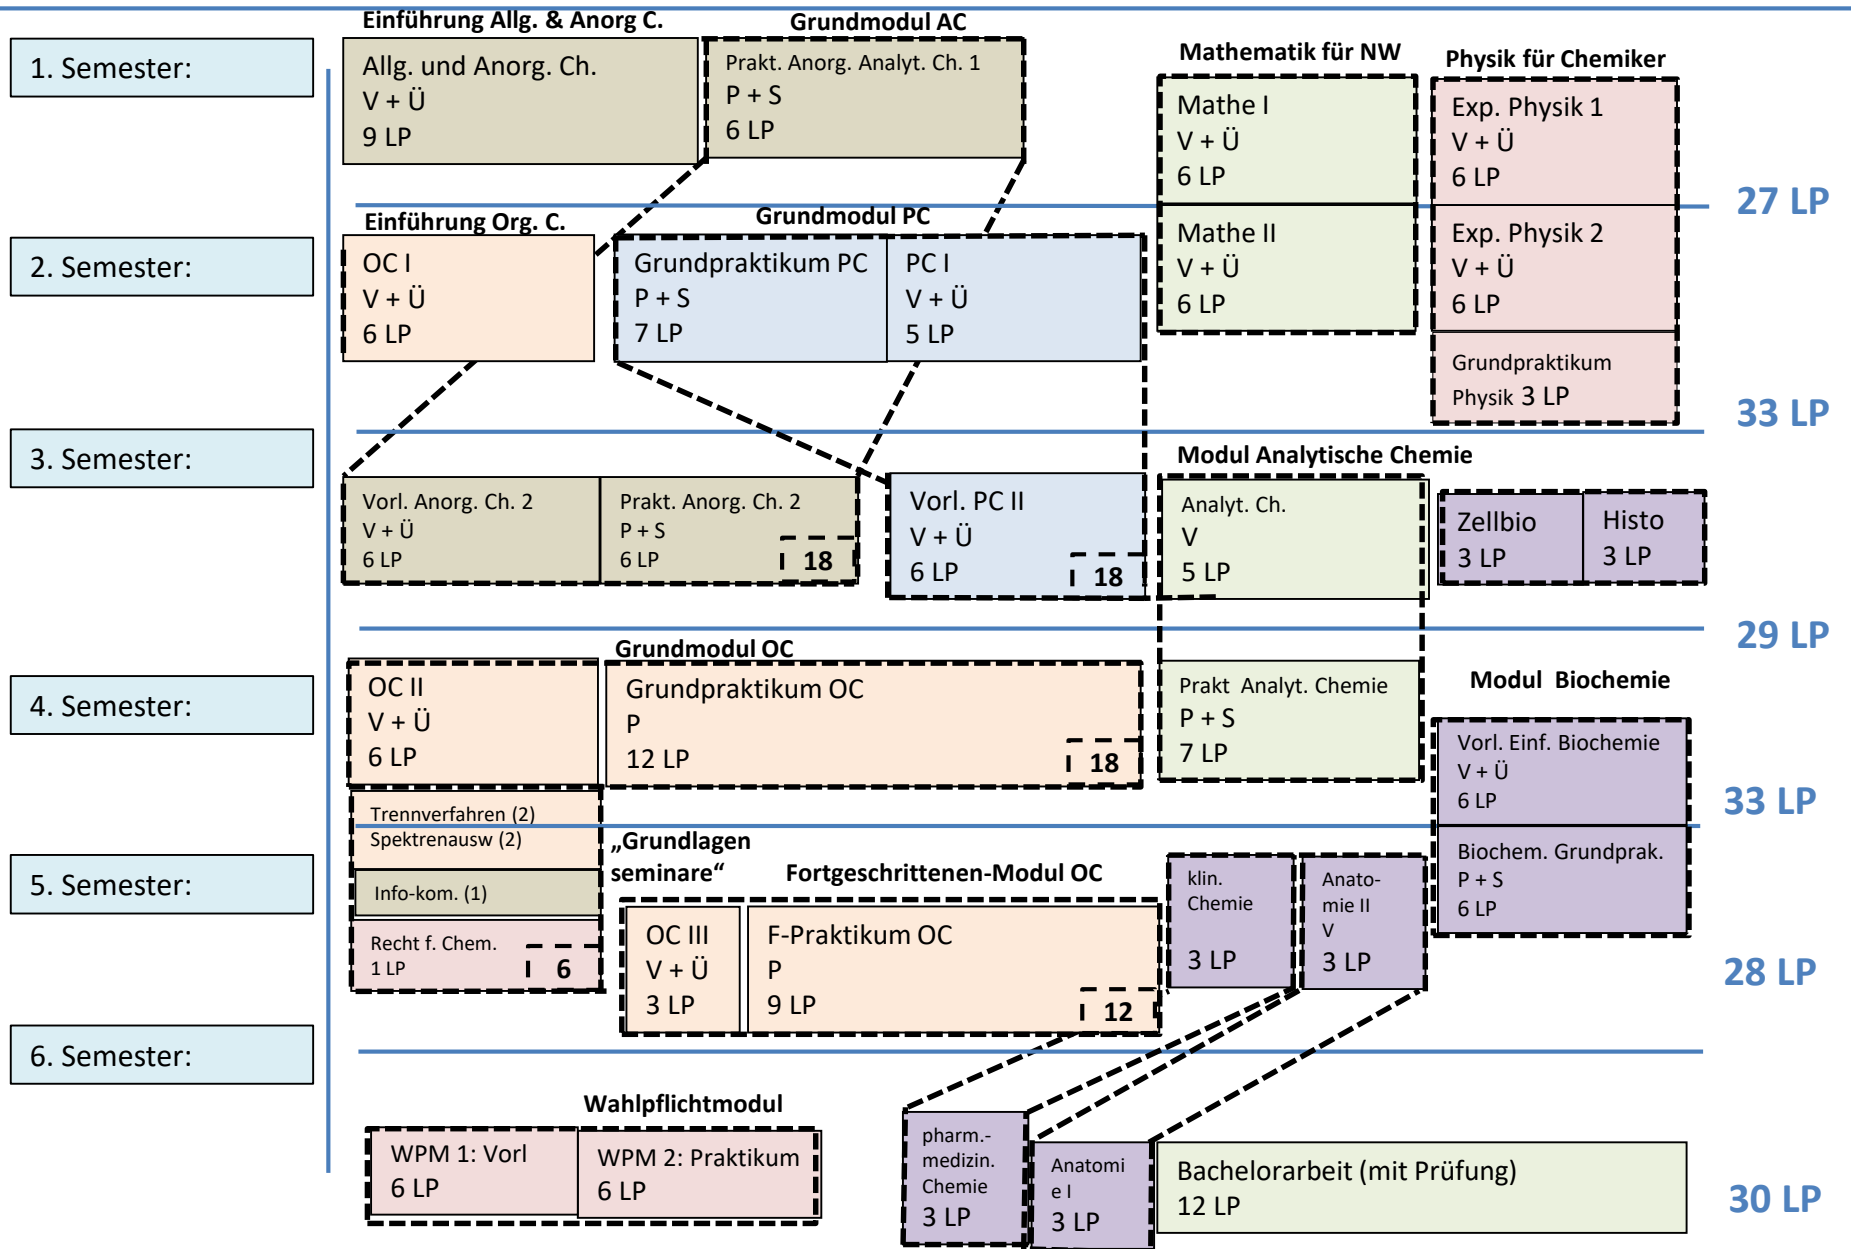 Einführung Allg. & Anorg C.
Grundmodul AC
Mathematik für NW
Physik für Chemiker
1. Semester:
Allg. und Anorg. Ch.
V + Ü
9 LP
Prakt. Anorg. Analyt. Ch. 1
P + S
6 LP
Mathe I
V + Ü
6 LP
Exp. Physik 1
V + Ü
6 LP
27 LP
Einführung Org. C.
Grundmodul PC
2. Semester:
OC I
V + Ü
6 LP
Grundpraktikum PC
P + S
7 LP
PC I
V + Ü
5 LP
Mathe II
V + Ü
6 LP
Exp. Physik 2
V + Ü
6 LP
Grundpraktikum
Physik 3 LP
33 LP
3. Semester:
Modul Analytische Chemie
Vorl. Anorg. Ch. 2
V + Ü
6 LP
Prakt. Anorg. Ch. 2
P + S
6 LP
18
Vorl. PC II
V + Ü
6 LP
18
Analyt. Ch.
V
5 LP
Zellbio
3 LP
Histo
3 LP
29 LP
Grundmodul OC
4. Semester:
OC II
V + Ü
6 LP
Grundpraktikum OC
P
12 LP
18
Prakt Analyt. Chemie
P + S
7 LP
Modul Biochemie
Vorl. Einf. Biochemie
V + Ü
6 LP
33 LP
Trennverfahren (2)
Spektrenausw (2)
5. Semester:
Info-kom. (1)
Recht f. Chem.
1 LP
6
„Grundlagen
seminare“
Fortgeschrittenen-Modul OC
OC III
V + Ü
3 LP
F-Praktikum OC
P
9 LP
12
klin.
Chemie
3 LP
Anato-
mie II
V
3 LP
Biochem. Grundprak.
P + S
6 LP
28 LP
6. Semester:
Wahlpflichtmodul
WPM 1: Vorl
6 LP
WPM 2: Praktikum
6 LP
pharm.-
medizin.
Chemie
3 LP
Anatomi
e I
3 LP
Bachelorarbeit (mit Prüfung)
12 LP
30 LP